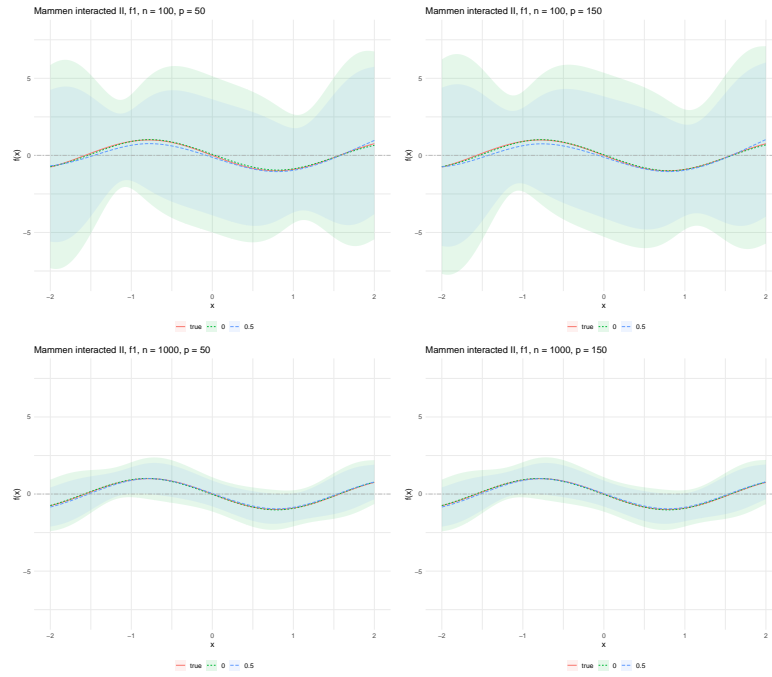 Mammen interacted II, f1, n = 100, p = 50
5
0
−5
f(x)
−2 −1 0 1 2
x
true 0 0.5
Mammen interacted II, f1, n = 100, p = 150
5
0
−5
f(x)
−2 −1 0 1 2
x
true 0 0.5
Mammen interacted II, f1, n = 1000, p = 50
5
0
−5
f(x)
−2 −1 0 1 2
x
true 0 0.5
Mammen interacted II, f1, n = 1000, p = 150
5
0
−5
f(x)
−2 −1 0 1 2
x
true 0 0.5